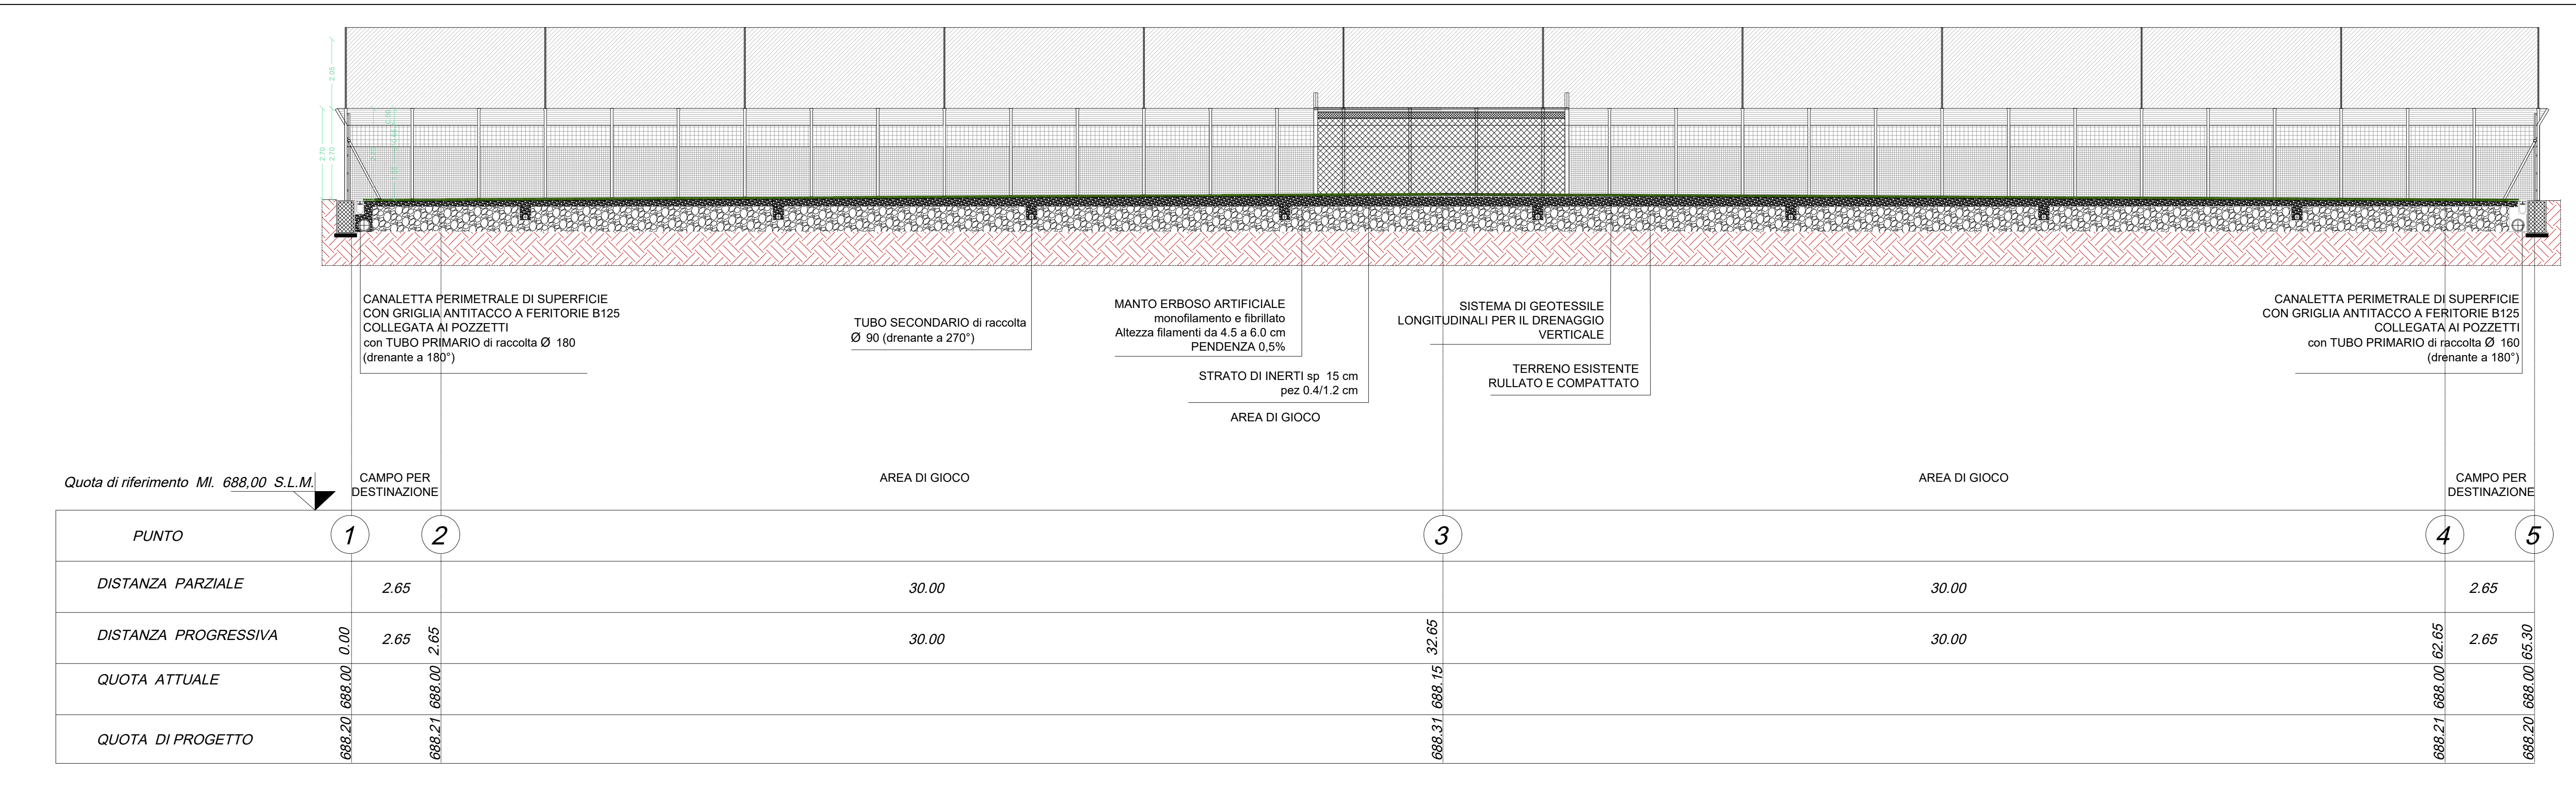 2.05
2.70
2.70
CANALETTA PERIMETRALE DI SUPERFICIE
CON GRIGLIA ANTITACCO A FERITORIE B125
COLLEGATA AI POZZETTI
con TUBO PRIMARIO di raccolta Ø 180
(drenante a 180°)
TUBO SECONDARIO di raccolta
Ø 90 (drenante a 270°)
MANTO ERBOSO ARTIFICIALE
monofilamento e fibrillato
Altezza filamenti da 4.5 a 6.0 cm
PENDENZA 0,5%
STRATO DI INERTI sp 15 cm
pez 0.4/1.2 cm
AREA DI GIOCO
SISTEMA DI GEOTESSILE
LONGITUDINALI PER IL DRENAGGIO
VERTICALE
TERRENO ESISTENTE
RULLATO E COMPATTATO
CANALETTA PERIMETRALE DI SUPERFICIE
CON GRIGLIA ANTITACCO A FERITORIE B125
COLLEGATA AI POZZETTI
con TUBO PRIMARIO di raccolta Ø 160
(drenante a 180°)
Quota di riferimento Ml. 688,00 S.L.M.
CAMPO PER
DESTINAZIONE
AREA DI GIOCO
AREA DI GIOCO
CAMPO PER
DESTINAZIONE
PUNTO 1 2 3 4 5
DISTANZA PARZIALE 2.65 30.00 30.00 2.65
DISTANZA PROGRESSIVA 0.00 2.65 2.65 30.00 32.65 30.00 62.65 2.65 65.30
QUOTA ATTUALE 688.00 688.00 688.15 688.00 688.00
QUOTA DI PROGETTO 688.20 688.21 688.31 688.21 688.20